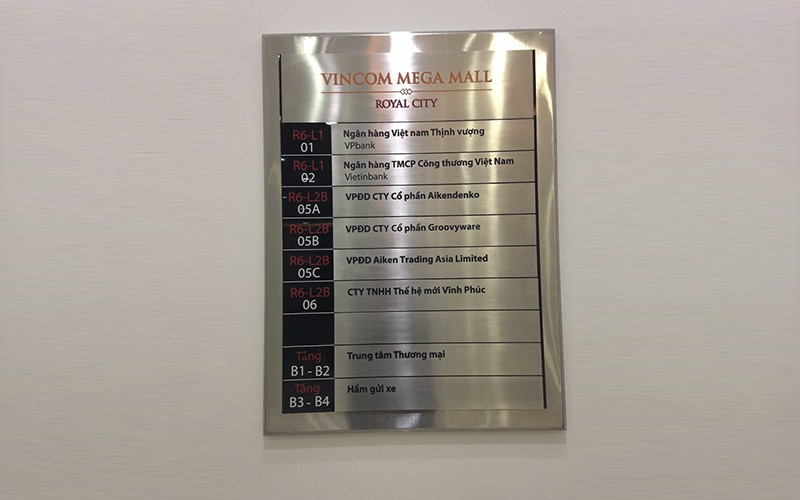 VINCOM MEGA MALL
ROYAL CITY
R6-L1 Ngân hàng Việt nam Thịnh vượng
01 VPbank
R6-L1 Ngân hàng TMCP Công thương Việt Nam
02 Vietinbank
R6-L2B VPĐD CTY Cổ phần Aikendenko
05A
R6-L2B VPĐD CTY Cổ phần Groovyware
05B
R6-L2B VPĐD Aiken Trading Asia Limited
05C
R6-L2B CTY TNHH Thế hệ mới Vĩnh Phúc
06
Tầng Trung tâm Thương mại
B1 - B2
Tầng Hầm gửi xe
B3 - B4